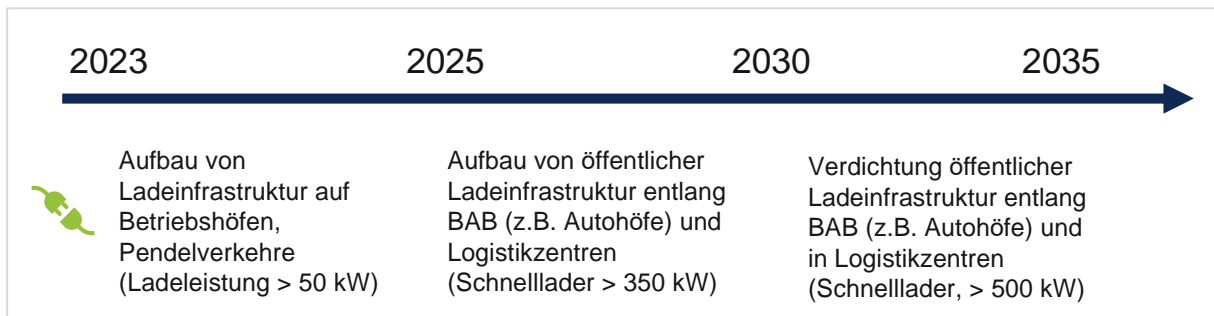 2023
2025
2030
2035
Aufbau von
Ladeinfrastruktur auf
Betriebshöfen,
Pendelverkehre
(Ladeleistung > 50 kW)
Aufbau von öffentlicher
Ladeinfrastruktur entlang
BAB (z.B. Autohöfe) und
Logistikzentren
(Schnelllader > 350 kW)
Verdichtung öffentlicher
Ladeinfrastruktur entlang
BAB (z.B. Autohöfe) und
in Logistikzentren
(Schnelllader, > 500 kW)